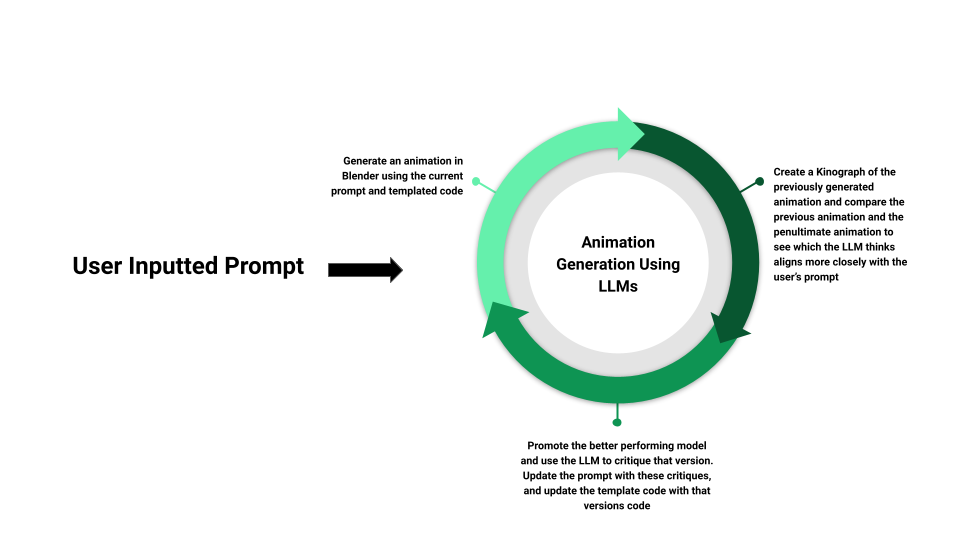 User Inputted Prompt
Generate an animation in
Blender using the current
prompt and templated code
Animation
Generation Using
LLMs
Create a Kinograph of the
previously generated
animation and compare the
previous animation and the
penultimate animation to
see which the LLM thinks
aligns more closely with the
user's prompt
Promote the better performing model
and use the LLM to critique that version.
Update the prompt with these critiques,
and update the template code with that
versions code